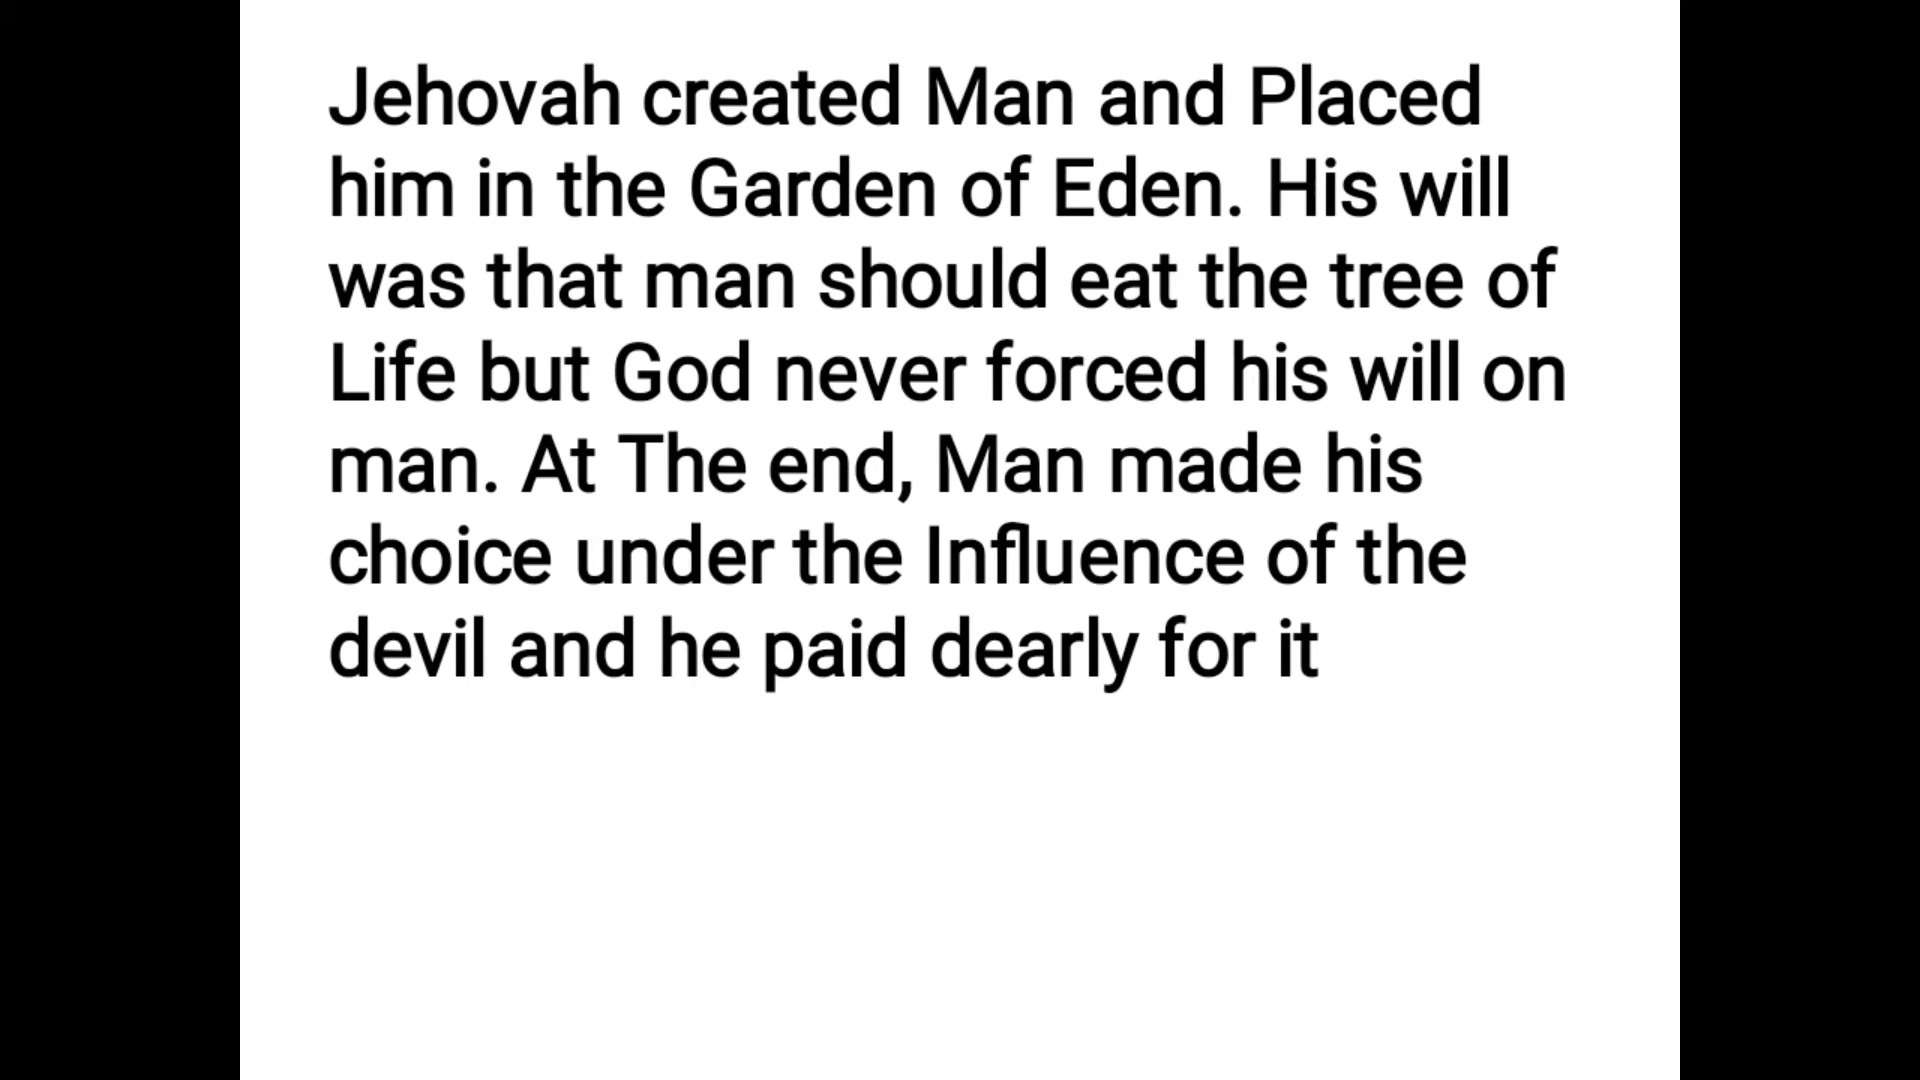 Jehovah created Man and Placed
him in the Garden of Eden. His will
was that man should eat the tree of
Life but God never forced his will on
man. At The end, Man made his
choice under the Influence of the
devil and he paid dearly for it